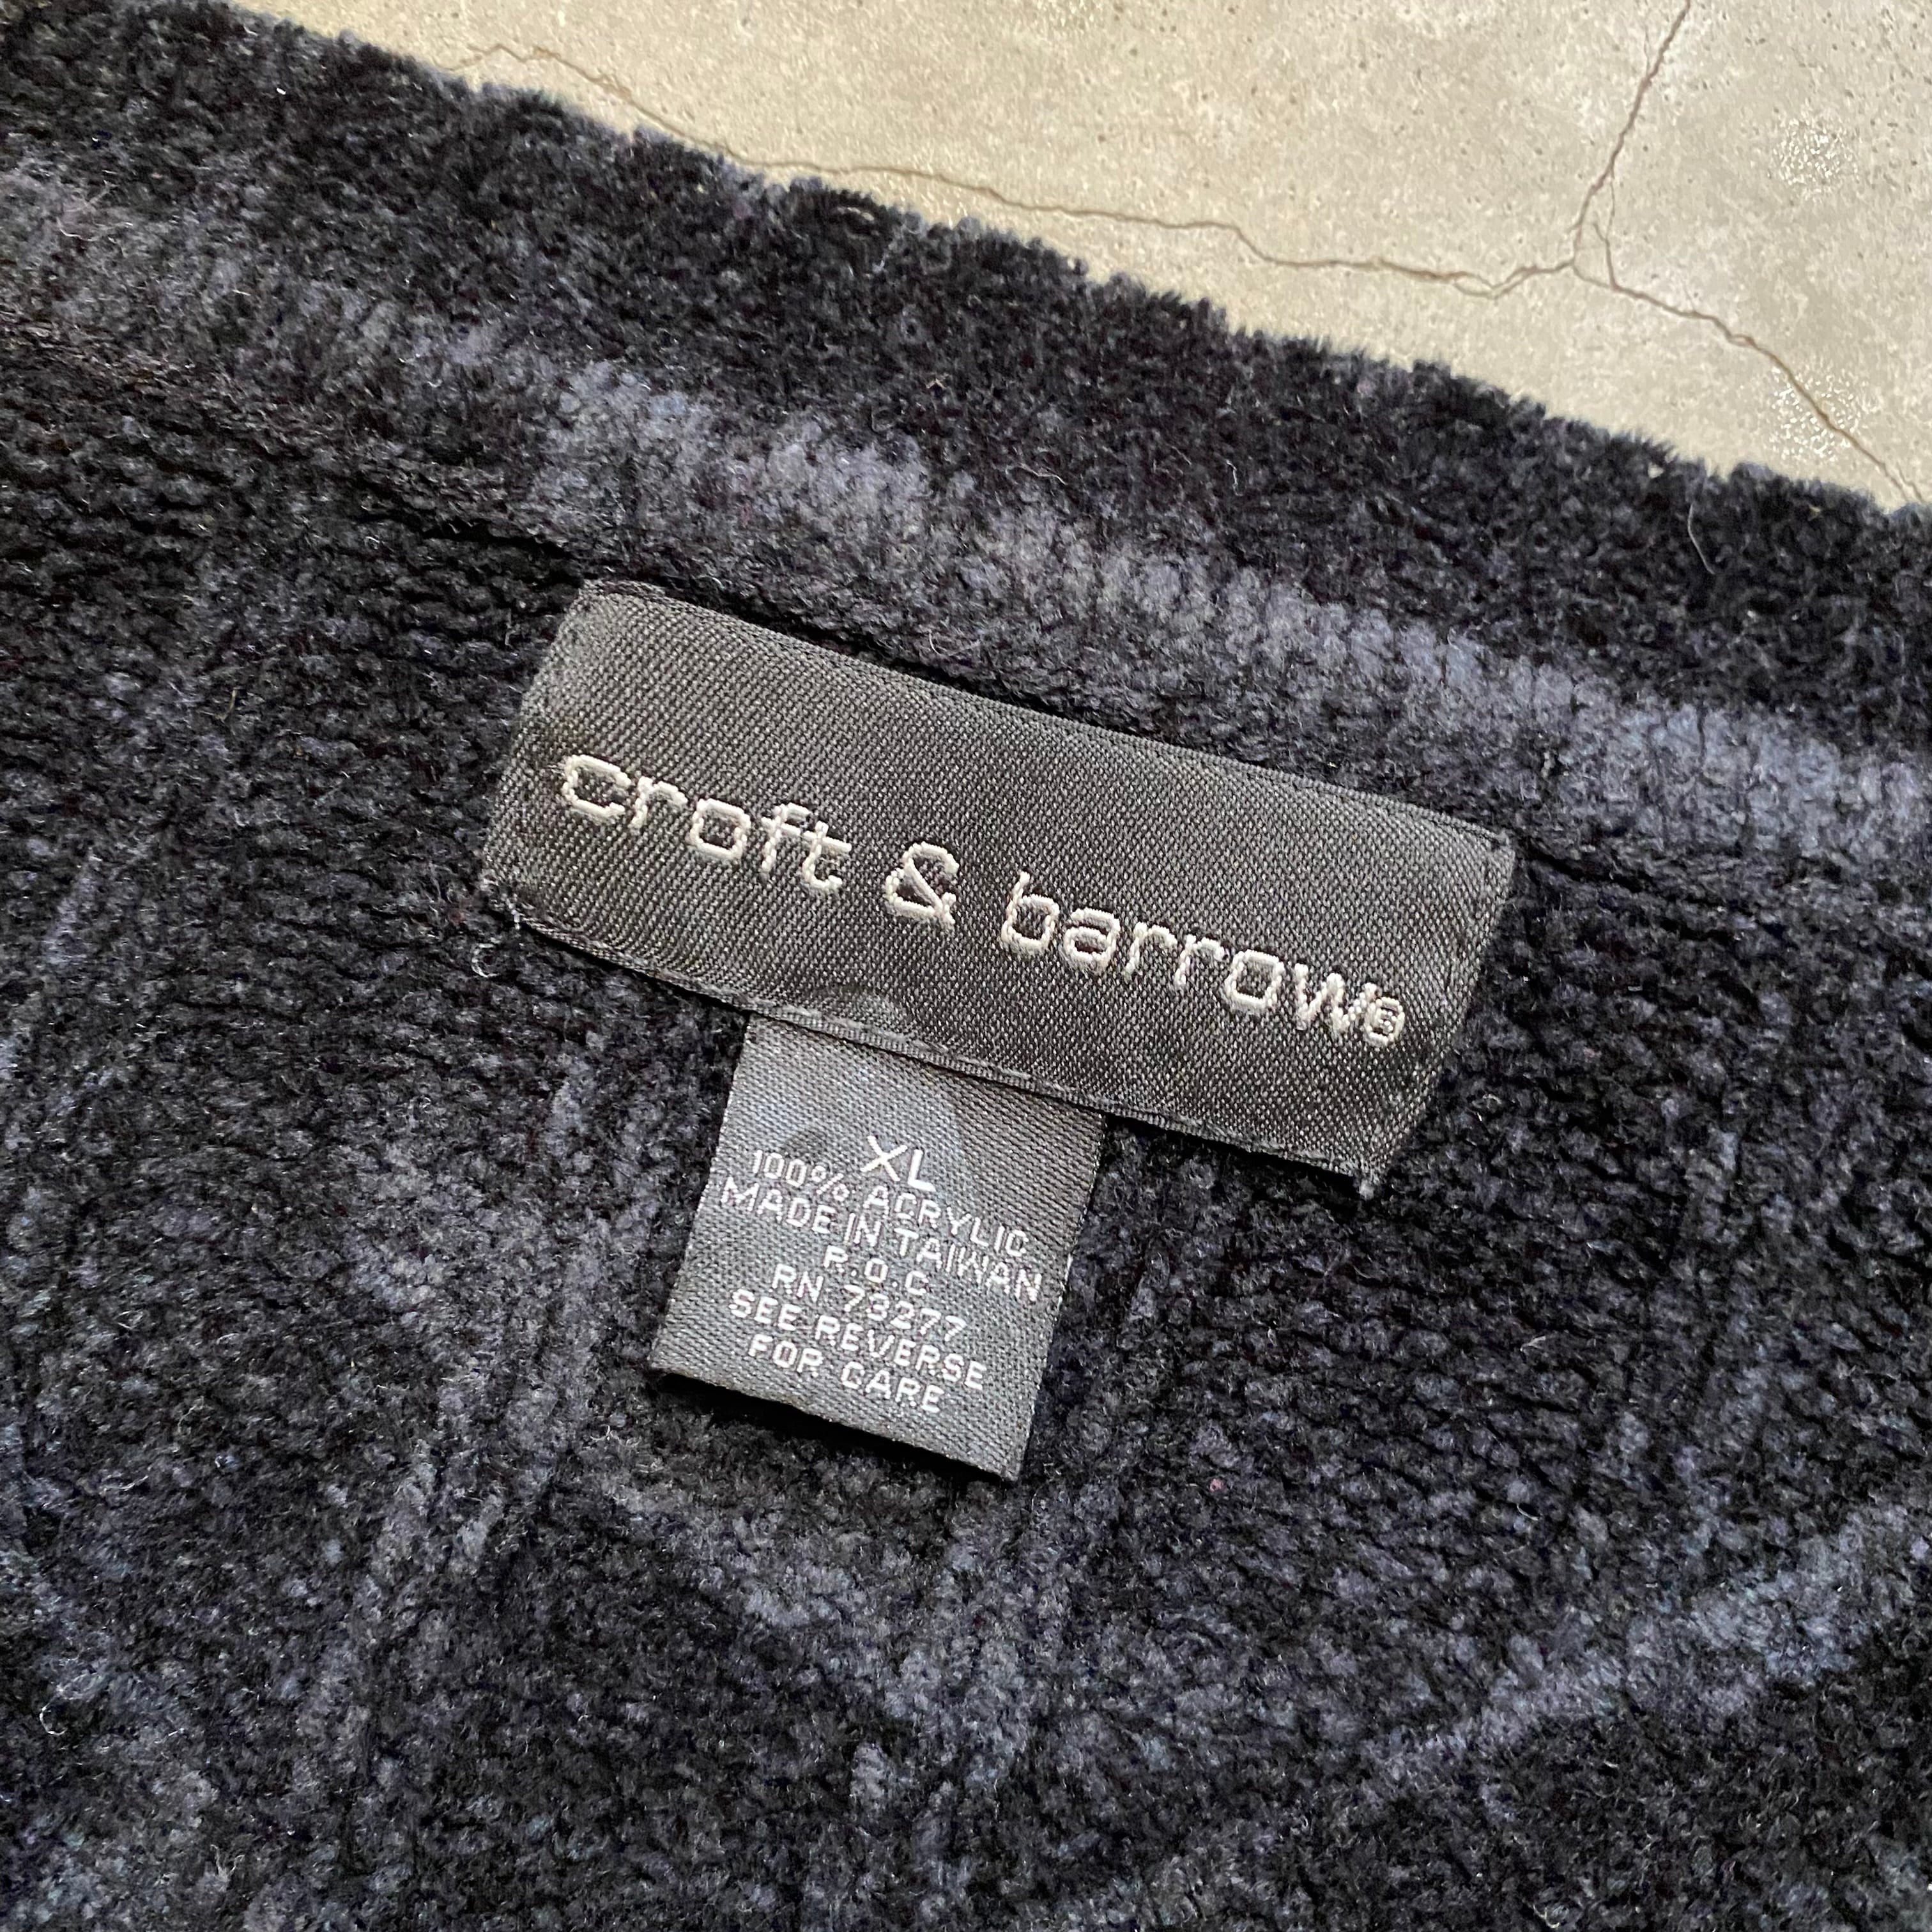 croft & barrow®
XL
100% ACRYLIC
MADE IN TAIWAN
R.O.C
RN 73277
SEE REVERSE
FOR CARE